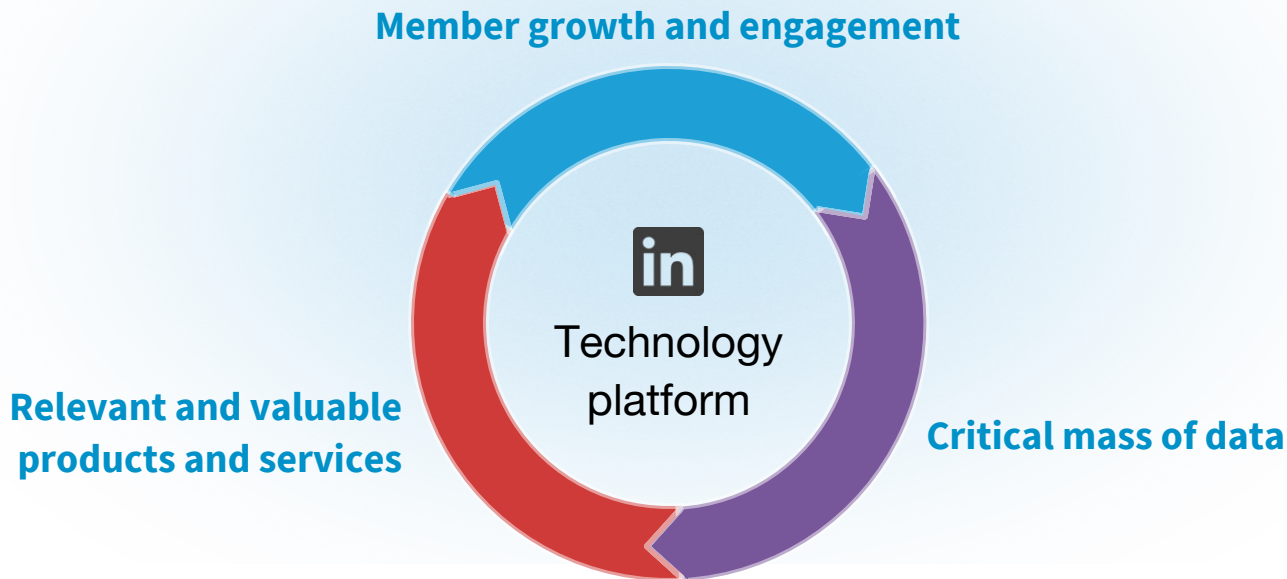 Member growth and engagement
in
Technology
platform
Relevant and valuable
products and services
Critical mass of data